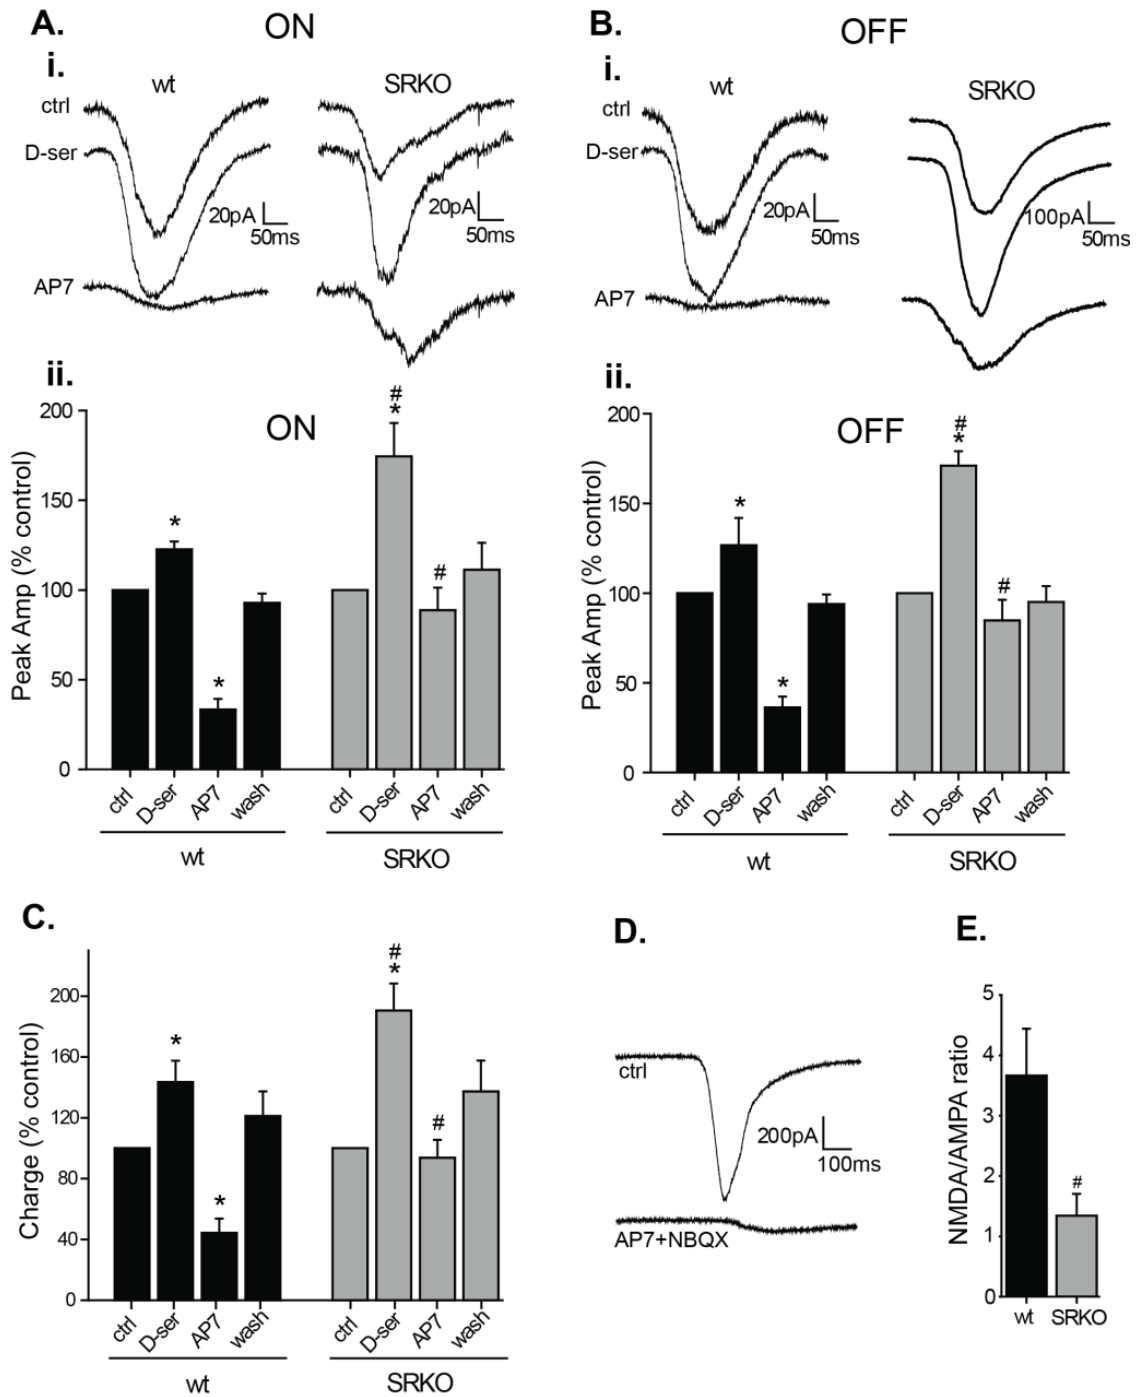 A.
ON
i.
wt
SRKO
ctrl
D-ser
20pA
50ms
20pA
50ms
AP7
B.
OFF
i.
wt
SRKO
ctrl
D-ser
20pA
50ms
100pA
50ms
AP7
ii.
ON
Peak Amp (% control)
200
150
100
50
0
*
*
#
*
#
ctrl
D-ser
AP7
wash
ctrl
D-ser
AP7
wash
wt
SRKO
ii.
OFF
Peak Amp (% control)
200
150
100
50
0
*
*
#
*
#
ctrl
D-ser
AP7
wash
ctrl
D-ser
AP7
wash
wt
SRKO
C.
Charge (% control)
200
160
120
80
40
0
*
*
#
*
#
ctrl
D-ser
AP7
wash
ctrl
D-ser
AP7
wash
wt
SRKO
D.
ctrl
200pA
100ms
AP7+NBQX
E.
NMDA/AMPA ratio
5
4
3
2
1
0
#
wt
SRKO